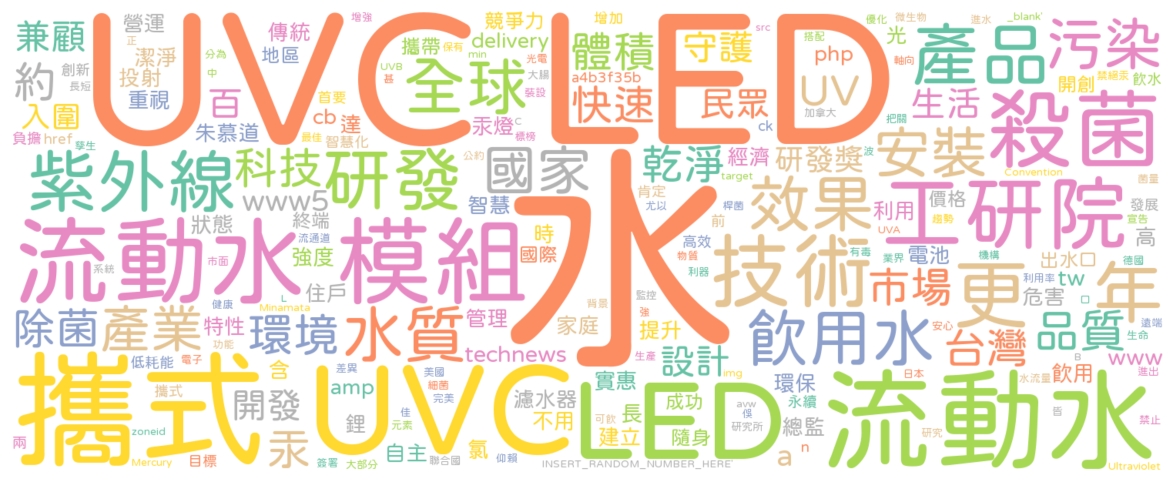 兼顧 營運 UVC LED 傳統 增強 競爭力 增加 src 優化 微生物 進水 _blank'
潔淨 正 分為 地區 攜帶 保有 delivery 體積 守護 搭配 光 產品 污染
約 創新 投射 中 UVB min 光電 a4b3f35b php 軸向 禁絕汞 飲水
長短 重視 甚 全球 大腸 快速 民眾 UV 開創
入圍 百 首要 cb 達 裝設 加拿大 生活 殺菌
負擔 href 朱慕道 最佳 智慧化 汞燈 C 標榜 ck 把關
孳生 紫外線 科技 研發 公約 國家 乾淨 經濟 研發獎 波 安裝 Convention
www5 智慧 水 肯定 target 效果 UVA 利用 價格 工研院 菌量
尤以 桿菌 前 趨勢 發展 宣告
流動水 狀態 終端 流通道 模組 時 高效 技術 有毒 業界 電池 機構 出水口 高 德國
市面 強度 國際 物質 利器 市場 更 利用率 tw 年
系統 L 住戶 背景 監控 危害 口
健康 Minamata 強 遠端
除菌 產業 特性 環境 水質 管理 家庭 提升 飲用水 安心 台灣 品質 生命
功能 technews 生產 設計 B www
低耗能 電子 差異 美國 img 日本 飲用 進出
攜式 含 amp 細菌 UVC 實惠 環保 水流量
攜式 開發 完美 濾水器 長 成功 avw 永續 流動水
鋰 佳 不用 LED 可飲 俁 皆
兩 zoneid 元素 建立 隨身 研究所 總監 禁止
汞 自主 氯 a n 研究
Mercury 目標 簽署 大部分 聯合國 仰賴 INSERT_RANDOM_NUMBER_HERE Ultraviolet